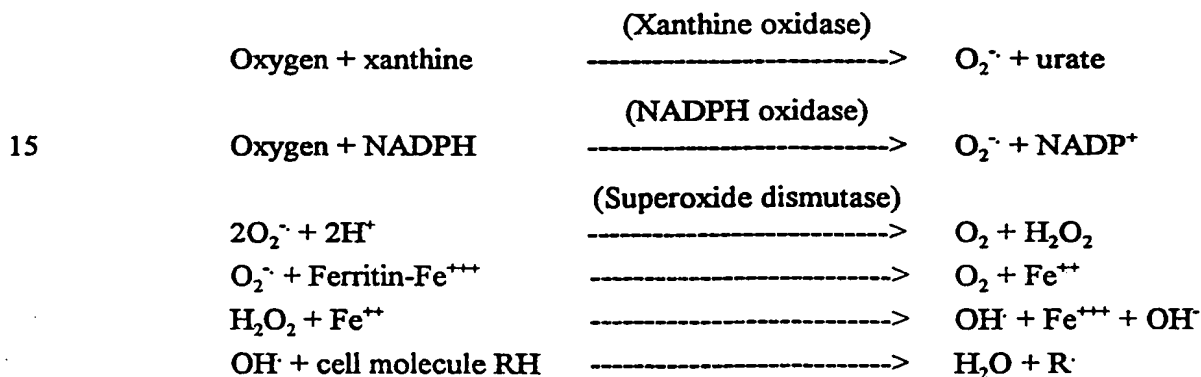 (Xanthine oxidase)
Oxygen + xanthine ----------------------------> O₂⁻· + urate
(NADPH oxidase)
15 Oxygen + NADPH ----------------------------> O₂⁻· + NADP⁺
(Superoxide dismutase)
2O₂⁻· + 2H⁺ ----------------------------> O₂ + H₂O₂
O₂⁻· + Ferritin-Fe⁺⁺⁺ ----------------------------> O₂ + Fe⁺⁺
H₂O₂ + Fe⁺⁺ ----------------------------> OH· + Fe⁺⁺⁺ + OH⁻
OH· + cell molecule RH ----------------------------> H₂O + R·